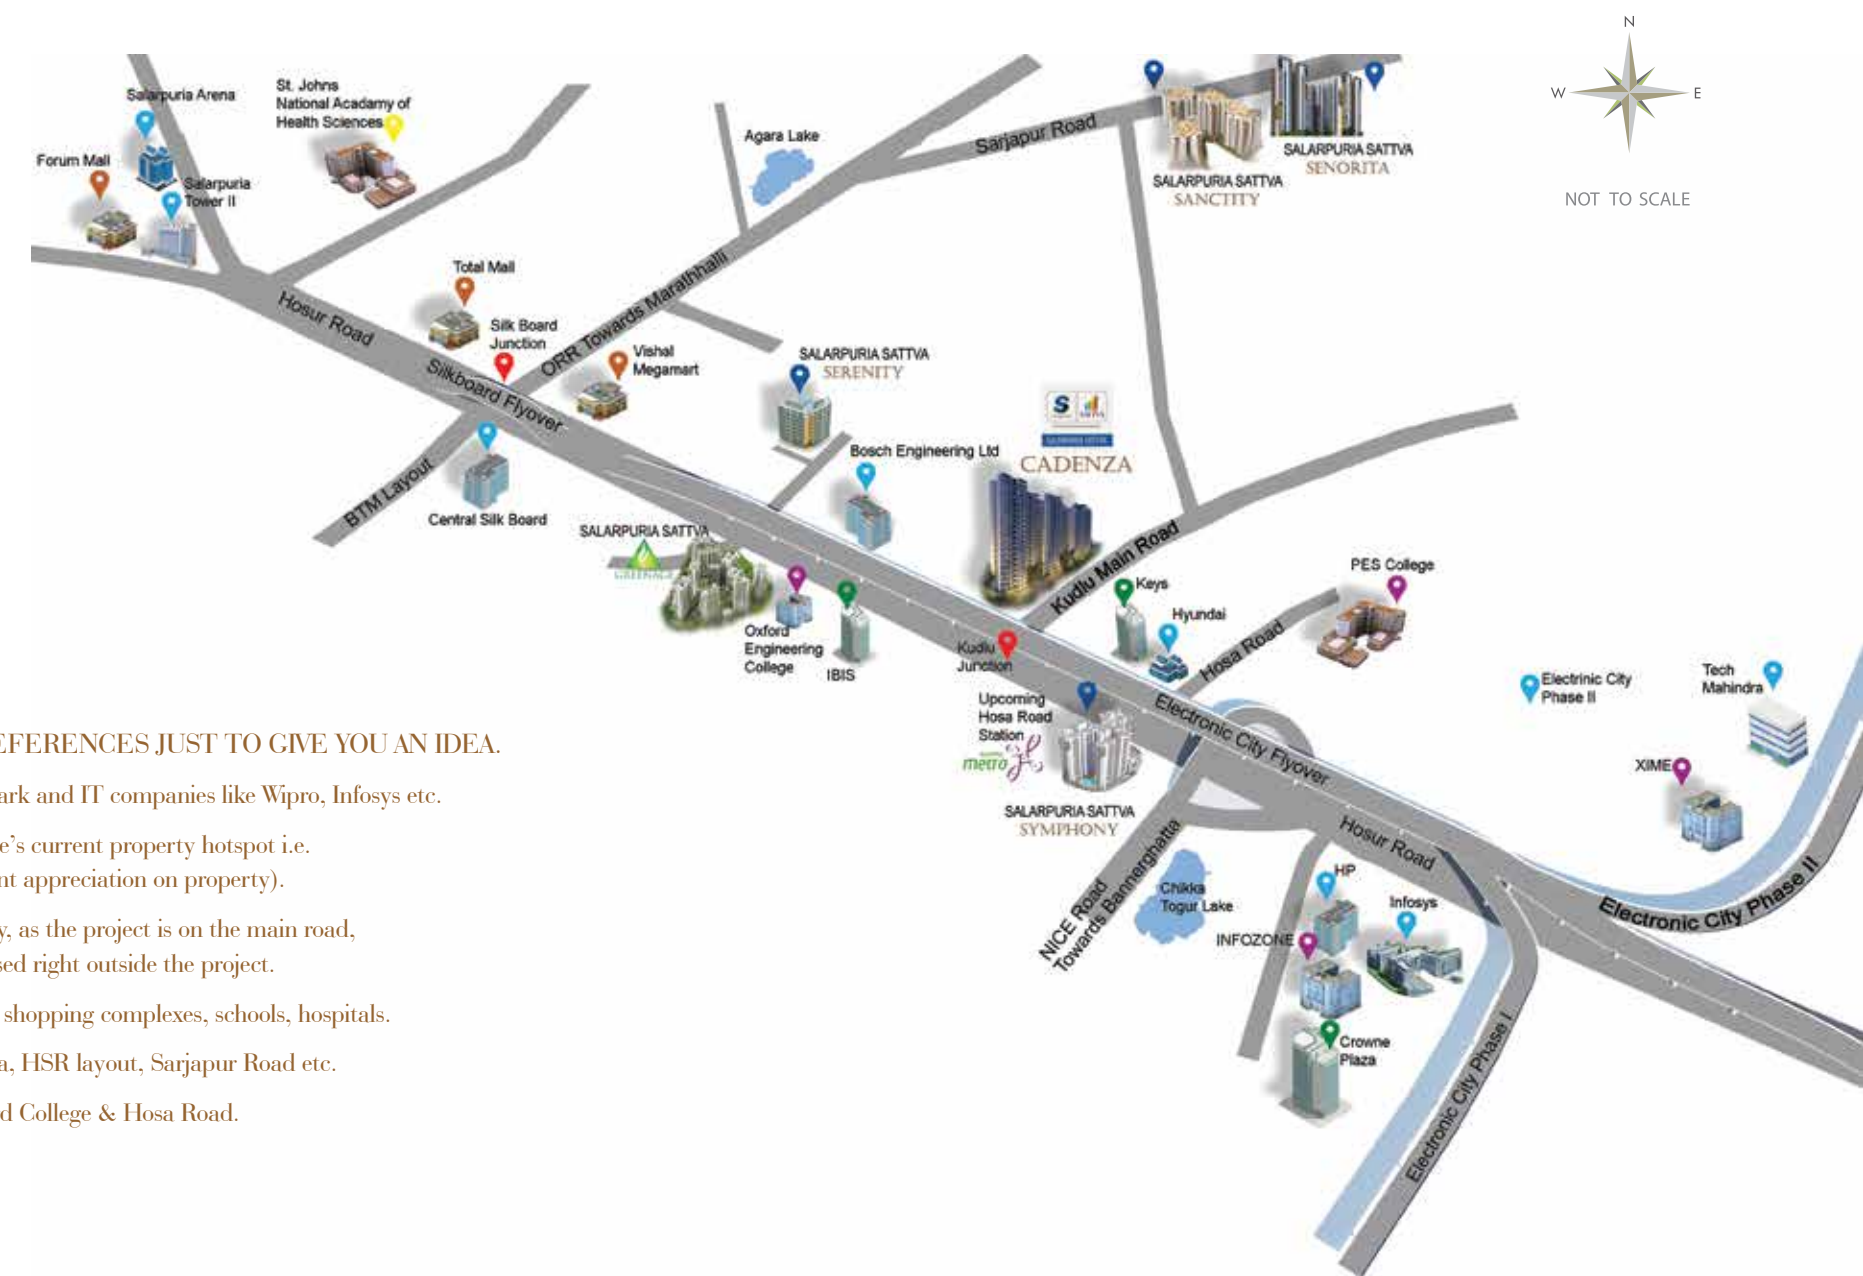 N
W
E
NOT TO SCALE
Salarpuria Arena
St. Johns
National Acadamy of
Health Sciences
Forum Mall
Salarpuria
Tower II
Agara Lake
Sarjapur Road
SALARPURIA SATTVA
SENORITA
SALARPURIA SATTVA
SANCTITY
Total Mall
Hosur Road
Silk Board
Junction
ORR Towards Marathhalli
Vishal
Megamart
Silkboard Flyover
SALARPURIA SATTVA
SERENITY
BTM Layout
Central Silk Board
Bosch Engineering Ltd
S
CADENZA
SALARPURIA SATTVA
GREENAGE
Kudlu Main Road
Oxford
Engineering
College
IBIS
Keys
Hyundai
PES College
Hosa Road
Kudlu
Junction
Upcoming
Hosa Road
Station
metro
SALARPURIA SATTVA
SYMPHONY
Electronic City Flyover
Electrinic City
Phase II
Tech
Mahindra
XIME
Hosur Road
NICE Road
Towards Bannerghatta
Chikka
Togur Lake
HP
Infosys
INFOZONE
Crowne
Plaza
Electronic City Phase II
Electronic City Phase I
EFERENCES JUST TO GIVE YOU AN IDEA.
ark and IT companies like Wipro, Infosys etc.
e's current property hotspot i.e.
nt appreciation on property).
y, as the project is on the main road,
sed right outside the project.
shopping complexes, schools, hospitals.
a, HSR layout, Sarjapur Road etc.
d College & Hosa Road.